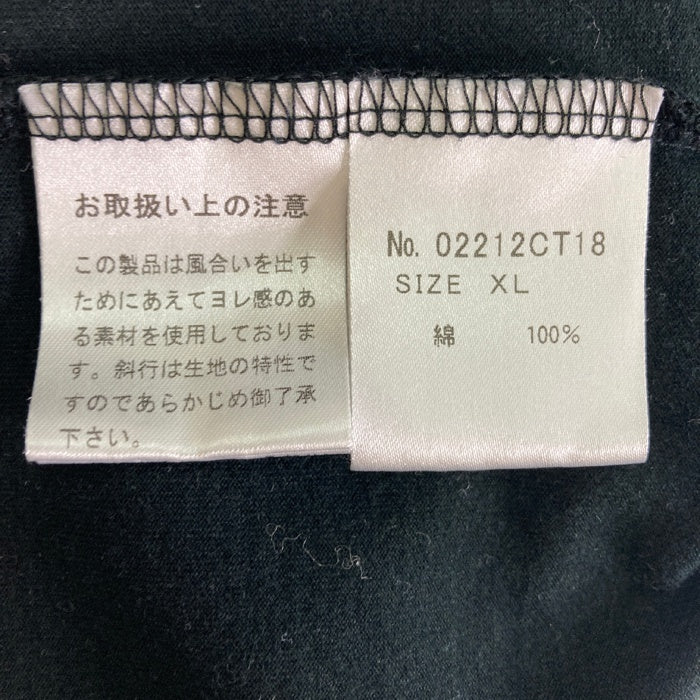 お取扱い上の注意
この製品は風合いを出す
ためにあえてヨレ感のあ
る素材を使用しておりま
す。斜行は生地の特性で
すのであらかじめ御了承
下さい。
No. 02212CT18
SIZE XL
綿 100%